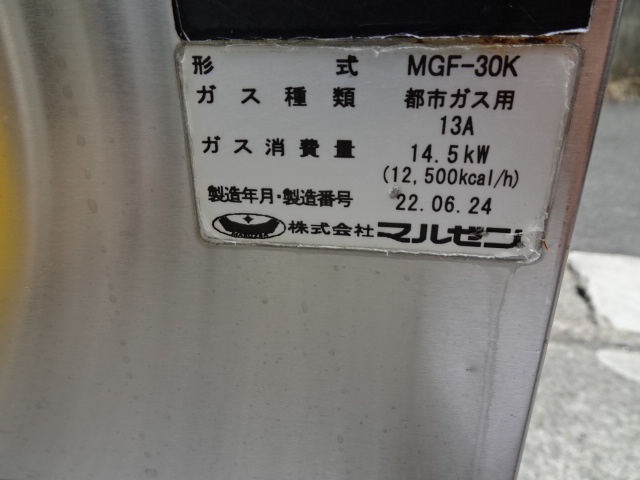 形 式 MGF-30K
ガス種類 都市ガス用
13A
ガス消費量 14.5kW
(12,500kcal/h)
製造年月・製造番号 22.06.24
MARUZEN 株式会社 マルゼン